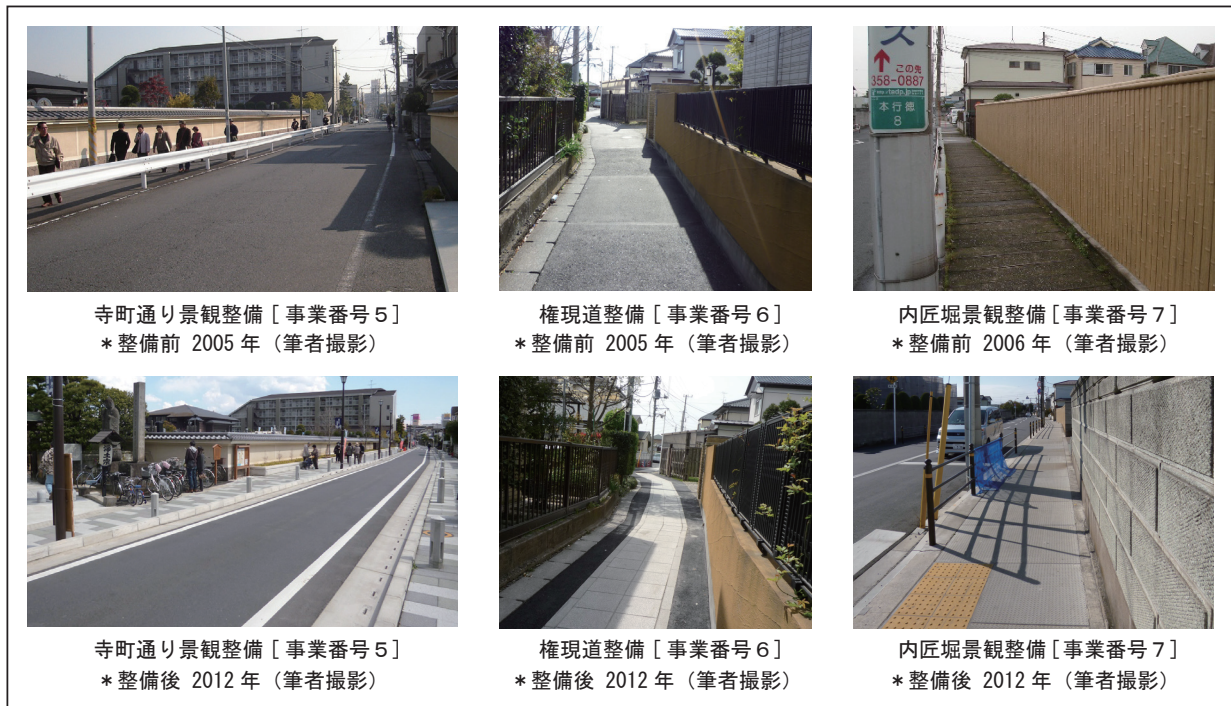 ス
この先
358-0887
本行徳
8
寺町通り景観整備 [ 事業番号５]
＊整備前 2005 年（筆者撮影）
権現道整備 [ 事業番号６]
＊整備前 2005 年（筆者撮影）
内匠堀景観整備 [ 事業番号７]
＊整備前 2006 年（筆者撮影）
寺町通り景観整備 [ 事業番号５]
＊整備後 2012 年（筆者撮影）
権現道整備 [ 事業番号６]
＊整備後 2012 年（筆者撮影）
内匠堀景観整備 [ 事業番号７]
＊整備後 2012 年（筆者撮影）